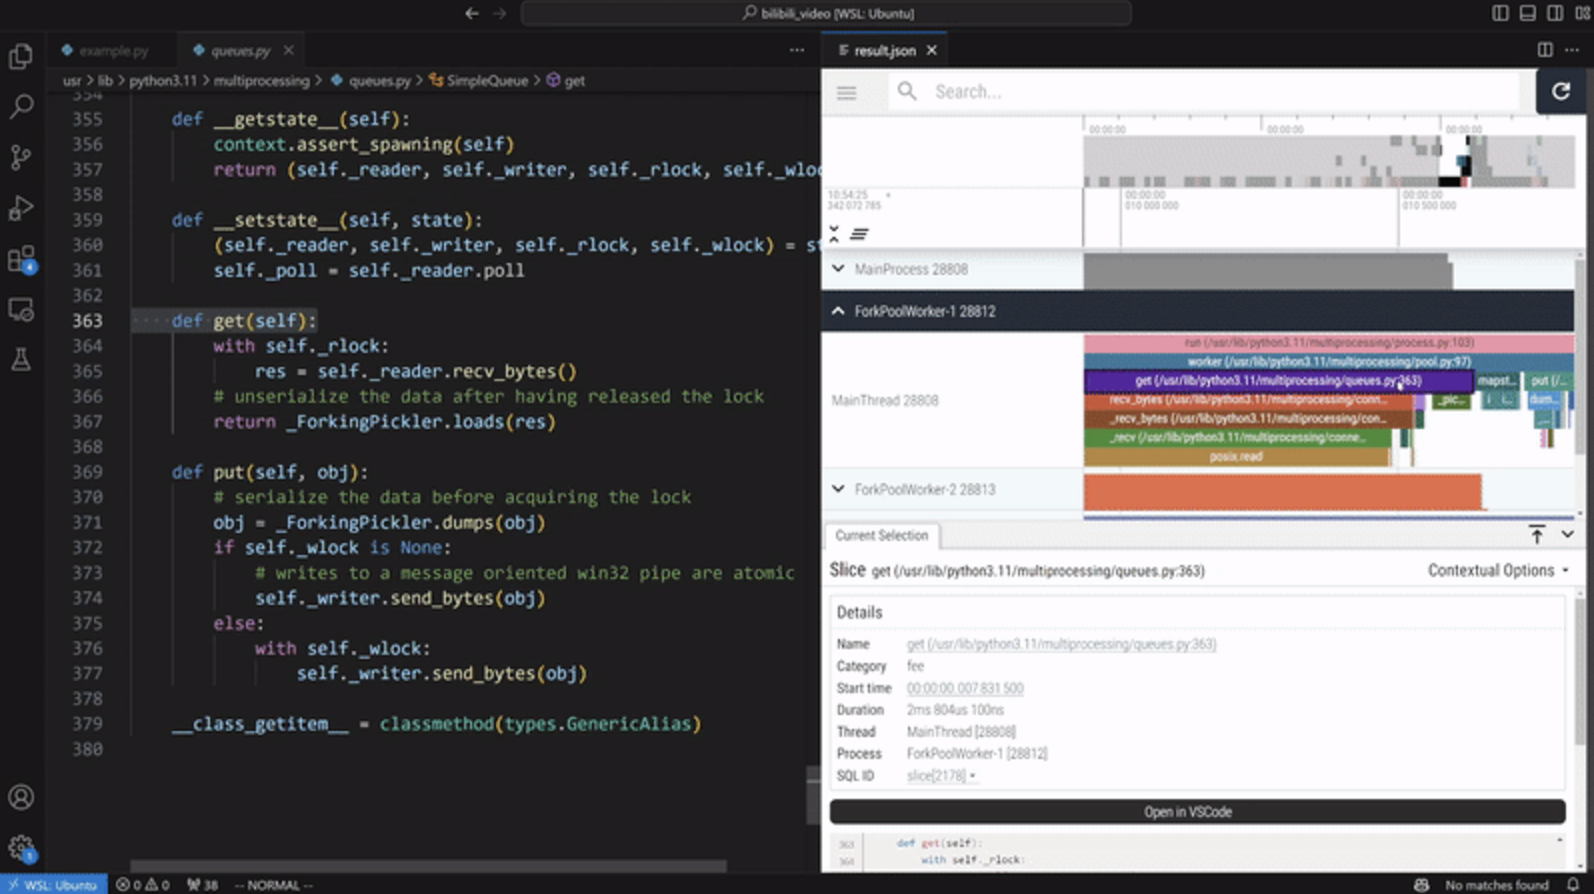 bilibili_video [WSL: Ubuntu]
example.py
queues.py
usr > lib > python3.11 > multiprocessing > queues.py > SimpleQueue > get
354
355 def __getstate__(self):
356 context.assert_spawning(self)
357 return (self._reader, self._writer, self._rlock, self._wloc
358
359 def __setstate__(self, state):
360 (self._reader, self._writer, self._rlock, self._wlock) = st
361 self._poll = self._reader.poll
362
363 def get(self):
364 with self._rlock:
365 res = self._reader.recv_bytes()
366 # unserialize the data after having released the lock
367 return _ForkingPickler.loads(res)
368
369 def put(self, obj):
370 # serialize the data before acquiring the lock
371 obj = _ForkingPickler.dumps(obj)
372 if self._wlock is None:
373 # writes to a message oriented win32 pipe are atomic
374 self._writer.send_bytes(obj)
375 else:
376 with self._wlock:
377 self._writer.send_bytes(obj)
378
379 __class_getitem__ = classmethod(types.GenericAlias)
380
4
1
WSL: Ubuntu
0 0
38
-- NORMAL --
result.json
Search...
00:00:00 00:00:00 00:00:00
10:54:25
342 072 785
00:00:00
010 000 000
00:00:00
010 500 000
MainProcess 28808
ForkPoolWorker-1 28812
MainThread 28808
run (/usr/lib/python3.11/multiprocessing/process.py:103)
worker (/usr/lib/python3.11/multiprocessing/pool.py:97)
get (/usr/lib/python3.11/multiprocessing/queues.py:363) mapst... put (/...
recv_bytes (/usr/lib/python3.11/multiprocessing/conn... _pic... i i... dum...
_recv_bytes (/usr/lib/python3.11/multiprocessing/con...
_recv (/usr/lib/python3.11/multiprocessing/conne...
posix.read
ForkPoolWorker-2 28813
Current Selection
Slice get (/usr/lib/python3.11/multiprocessing/queues.py:363)
Contextual Options
Details
Name get (/usr/lib/python3.11/multiprocessing/queues.py:363)
Category fee
Start time 00:00:00.007 831 500
Duration 2ms 804us 100ns
Thread MainThread [28808]
Process ForkPoolWorker-1 [28812]
SQL ID slice[2178]
Open in VSCode
363 def get(self):
364 with self._rlock:
No matches found